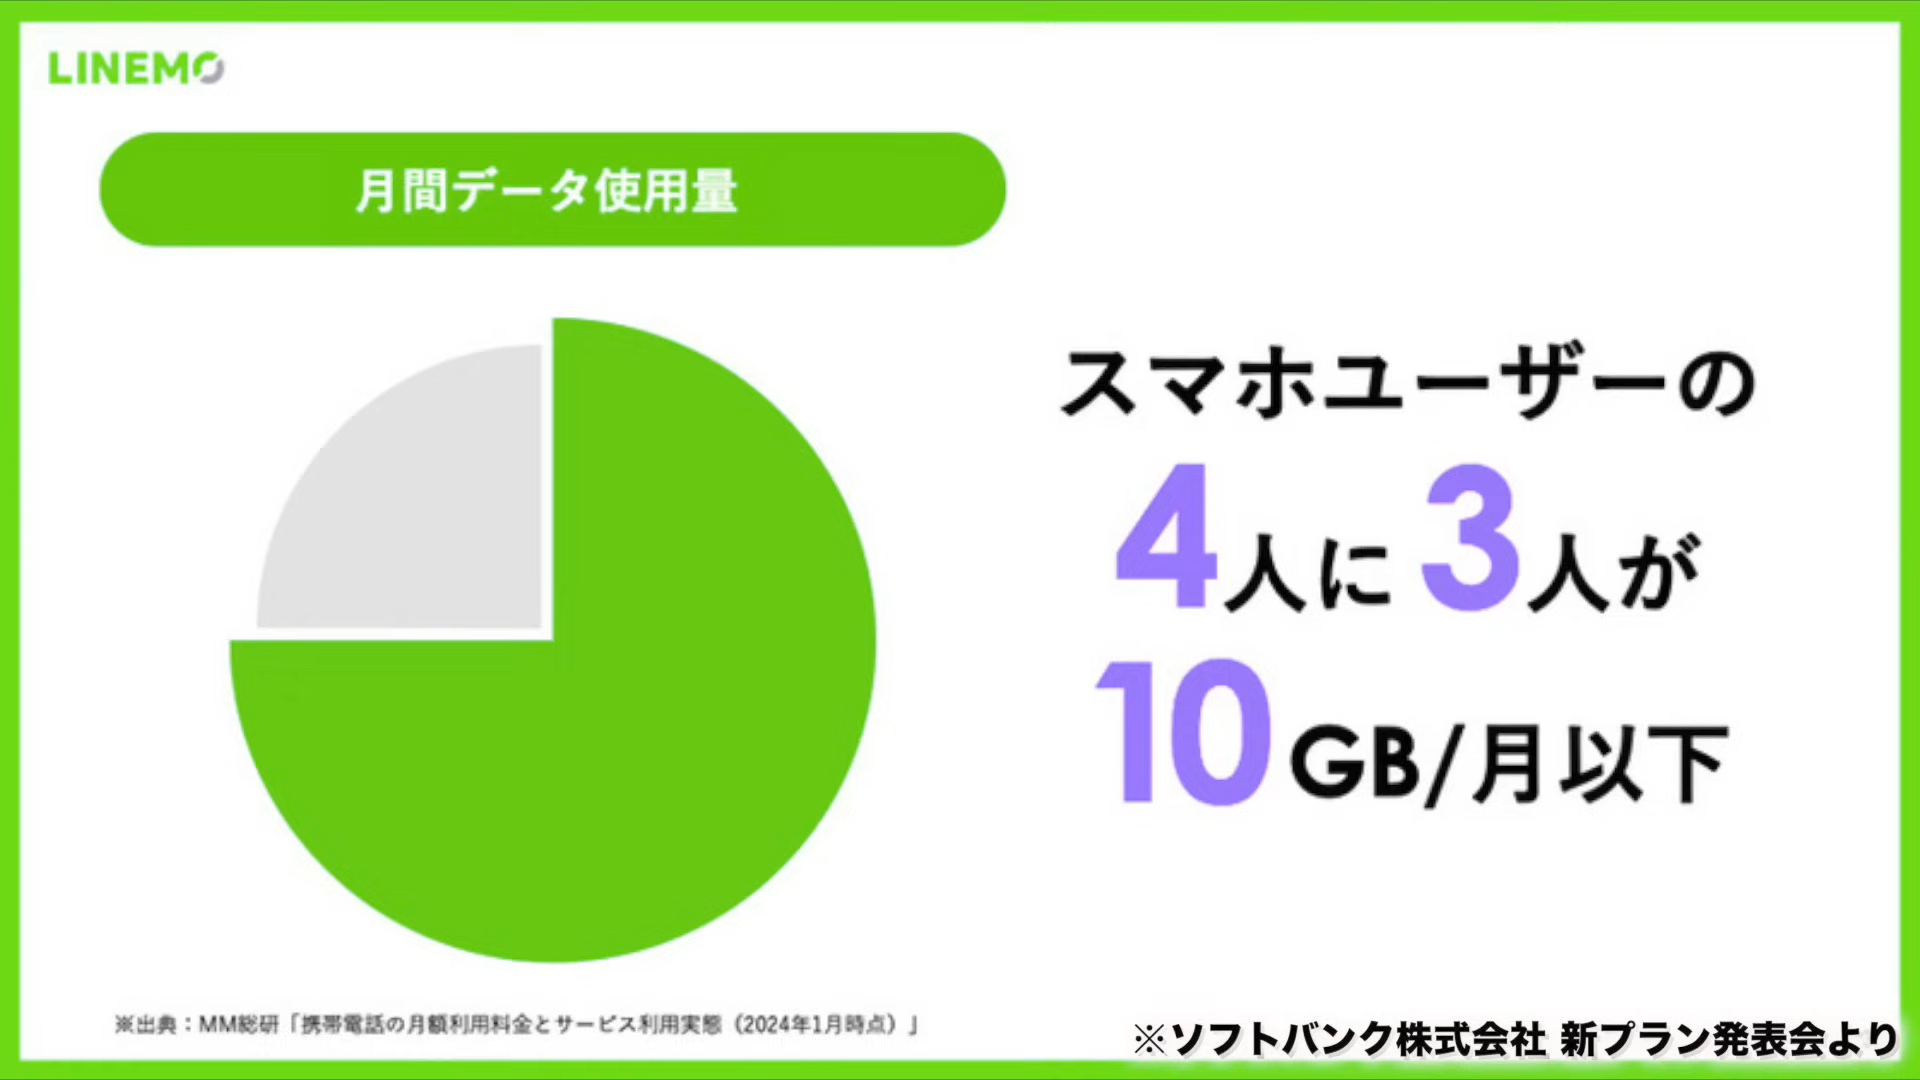 LINEMO
月間データ使用量
スマホユーザーの
4人に3人が
10GB/月以下
※出典：MM総研「携帯電話の月額利用料金とサービス利用実態（2024年1月時点）」
※ソフトバンク株式会社 新プラン発表会より